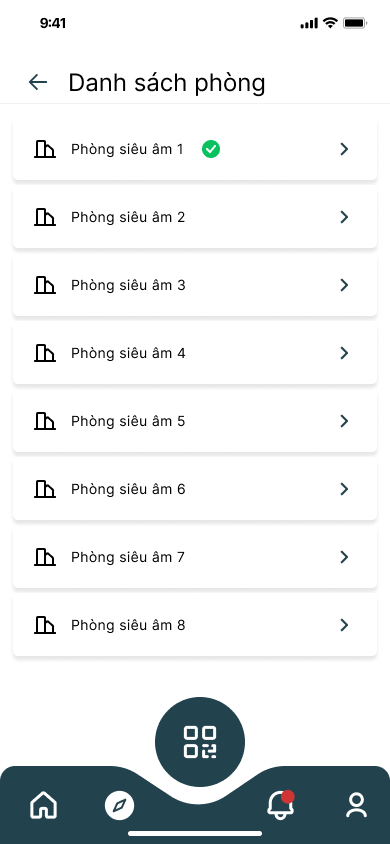 9:41
Danh sách phòng
Phòng siêu âm 1
Phòng siêu âm 2
Phòng siêu âm 3
Phòng siêu âm 4
Phòng siêu âm 5
Phòng siêu âm 6
Phòng siêu âm 7
Phòng siêu âm 8